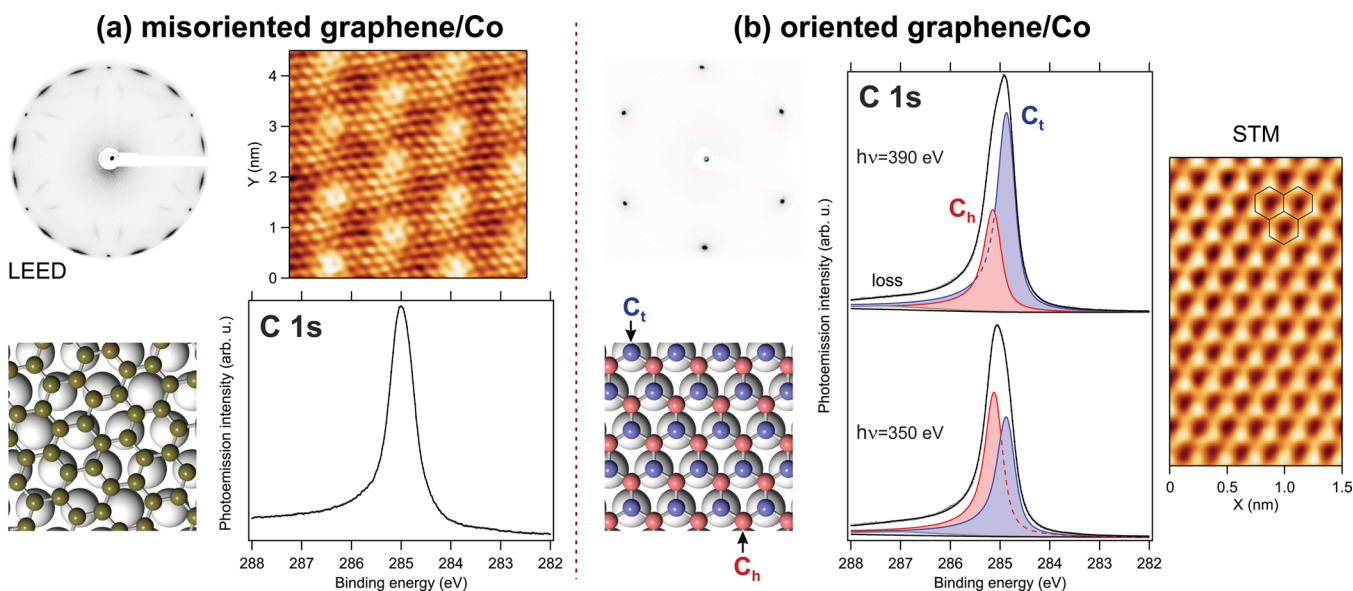 (a) misoriented graphene/Co
LEED
Y (nm)
4
3
2
1
0
C 1s
Photoemission intensity (arb. u.)
288 287 286 285 284 283 282
Binding energy (eV)
(b) oriented graphene/Co
Ct
Ch
C 1s
hν=390 eV
Ct
Ch
loss
hν=350 eV
Photoemission intensity (arb. u.)
288 287 286 285 284 283 282
Binding energy (eV)
STM
0 0.5 1.0 1.5
X (nm)